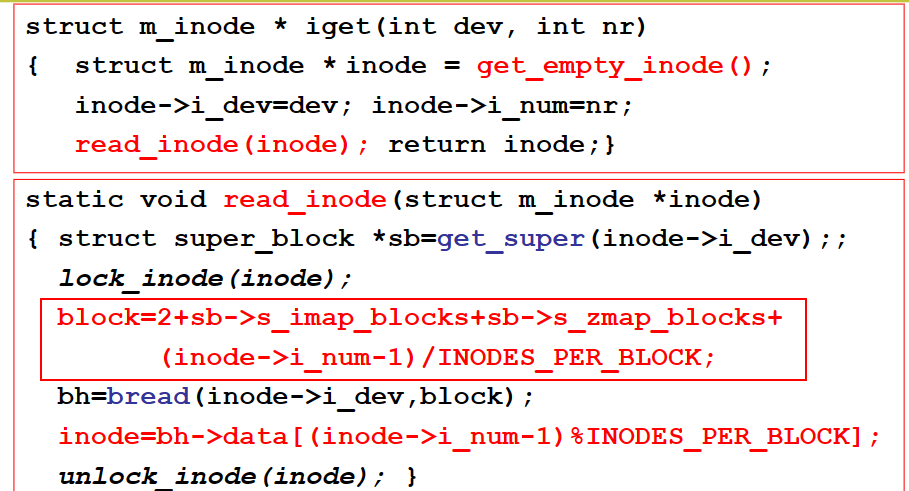 struct m_inode * iget(int dev, int nr)
{ struct m_inode * inode = get_empty_inode();
inode->i_dev=dev; inode->i_num=nr;
read_inode(inode); return inode;}
static void read_inode(struct m_inode *inode)
{ struct super_block *sb=get_super(inode->i_dev);;
lock_inode(inode);
block=2+sb->s_imap_blocks+sb->s_zmap_blocks+
(inode->i_num-1)/INODES_PER_BLOCK;
bh=bread(inode->i_dev,block);
inode=bh->data[(inode->i_num-1)%INODES_PER_BLOCK];
unlock_inode(inode); }